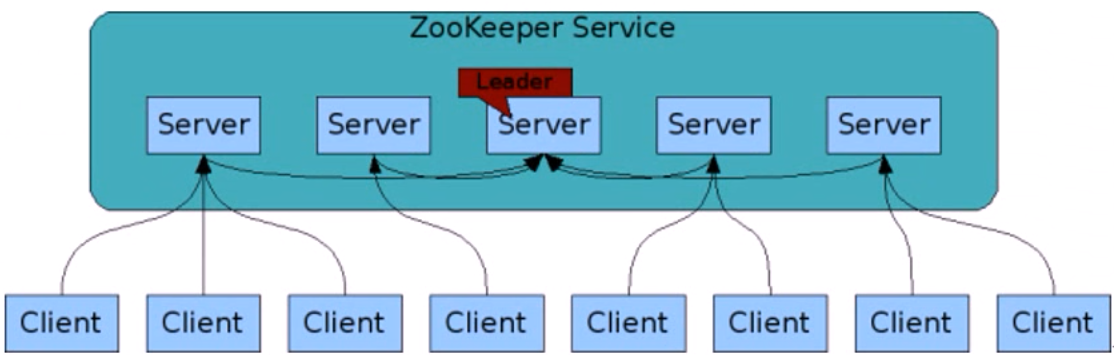 ZooKeeper Service
Leader
Server Server Server Server Server
Client Client Client Client Client Client Client Client